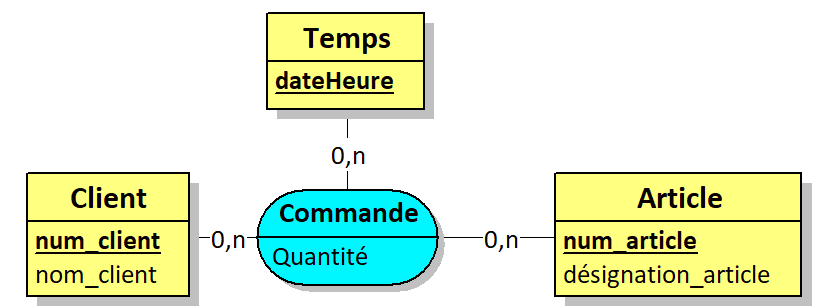 Temps
dateHeure
0,n
Client
num_client
nom_client
0,n
Commande
Quantité
0,n
Article
num_article
désignation_article